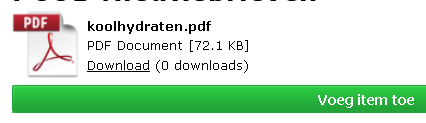 PDF
koolhydraten.pdf
PDF Document [72.1 KB]
Download (0 downloads)
Voeg item toe